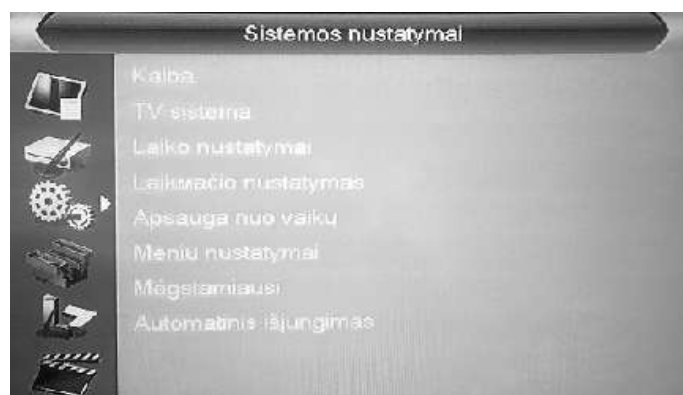 Sistemos nustatymai
Kalba
TV sistema
Laiko nustatymai
Laikmačio nustatymas
Apsauga nuo vaikų
Meniu nustatymai
Mėgstamiausi
Automatinis išjungimas